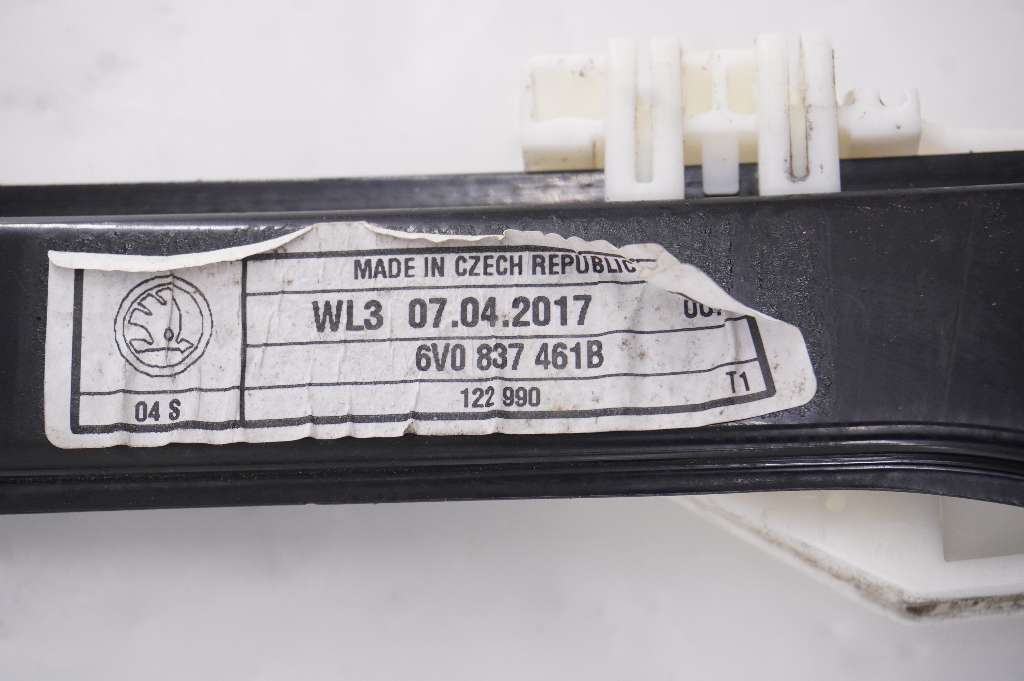 MADE IN CZECH REPUBLIC
WL3 07.04.2017
6V0 837 461B
04 S
122 990
T1